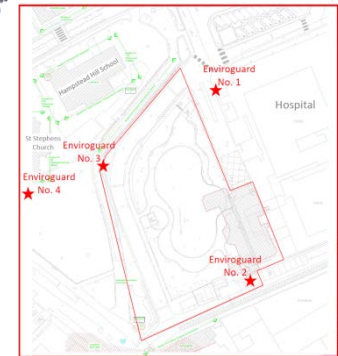 Hampstead Hill School
Enviroguard
No. 1
Hospital
St Stephens
Church
Enviroguard
No. 3
Enviroguard
No. 4
Enviroguard
No. 2